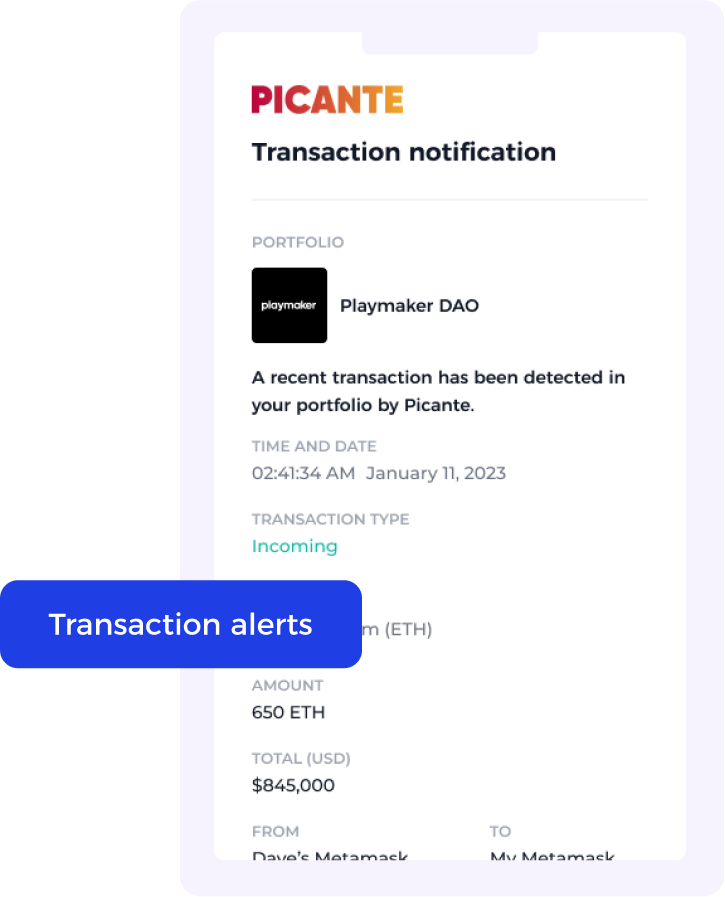 PICANTE
Transaction notification
PORTFOLIO
playmaker
Playmaker DAO
A recent transaction has been detected in
your portfolio by Picante.
TIME AND DATE
02:41:34 AM January 11, 2023
TRANSACTION TYPE
Incoming
Transaction alerts
m (ETH)
AMOUNT
650 ETH
TOTAL (USD)
$845,000
FROM TO
Dave's Metamask My Metamask